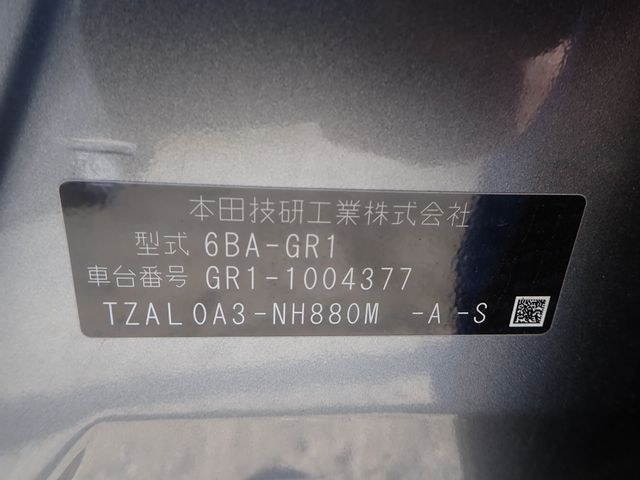 本田技研工業株式会社
型式 6BA-GR1
車台番号 GR1-1004377
TZAL0A3-NH880M -A-S